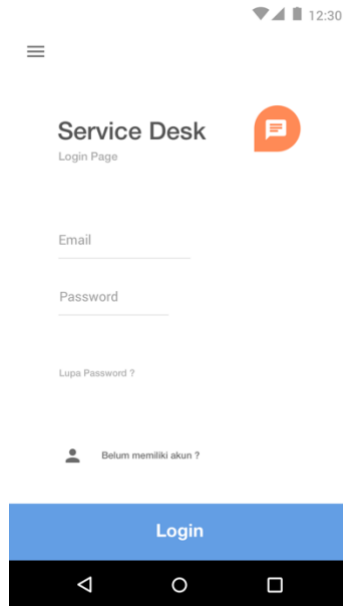 12:30
Service Desk
Login Page
Email
Password
Lupa Password ?
Belum memiliki akun ?
Login